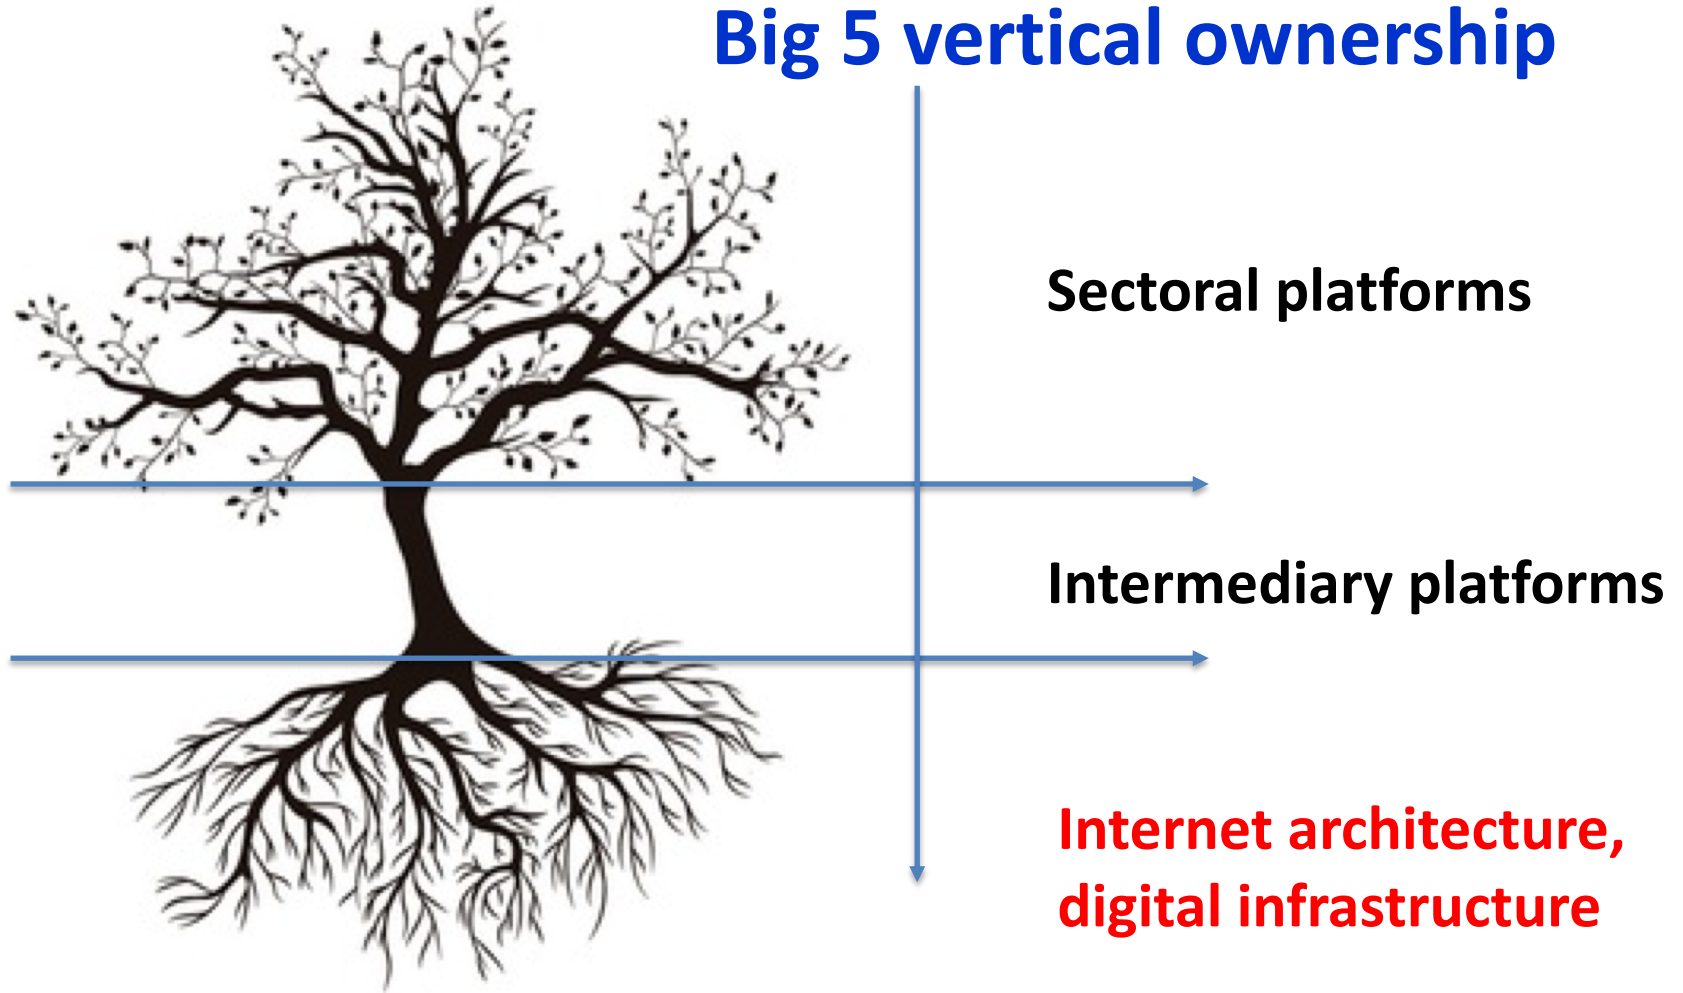 Big 5 vertical ownership
Sectoral platforms
Intermediary platforms
Internet architecture,
digital infrastructure